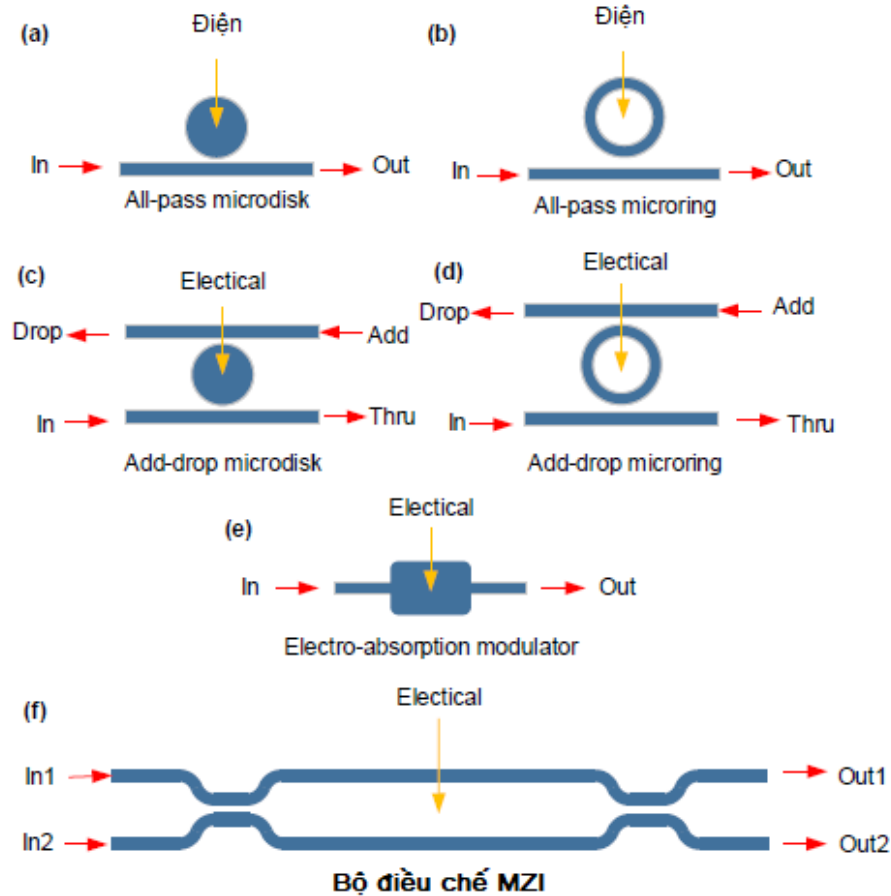 (a)
Điện
In
Out
All-pass microdisk
(b)
Điện
In
Out
All-pass microring
(c)
Electical
Drop
Add
In
Thru
Add-drop microdisk
(d)
Electical
Drop
Add
In
Thru
Add-drop microring
(e)
Electical
In
Out
Electro-absorption modulator
(f)
Electical
In1
Out1
In2
Out2
Bộ điều chế MZI